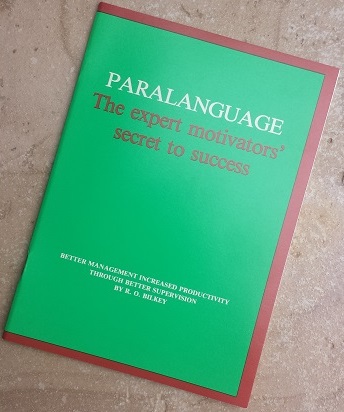 PARALANGUAGE
The expert motivators'
secret to success
BETTER MANAGEMENT INCREASED PRODUCTIVITY
THROUGH BETTER SUPERVISION
BY R. O. BILKEY